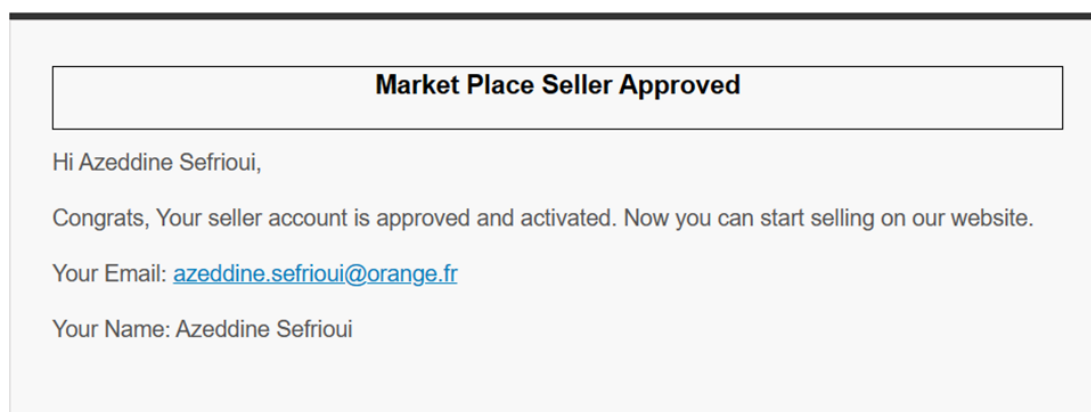 Market Place Seller Approved
Hi Azeddine Sefrioui,
Congrats, Your seller account is approved and activated. Now you can start selling on our website.
Your Email: azeddine.sefrioui@orange.fr
Your Name: Azeddine Sefrioui